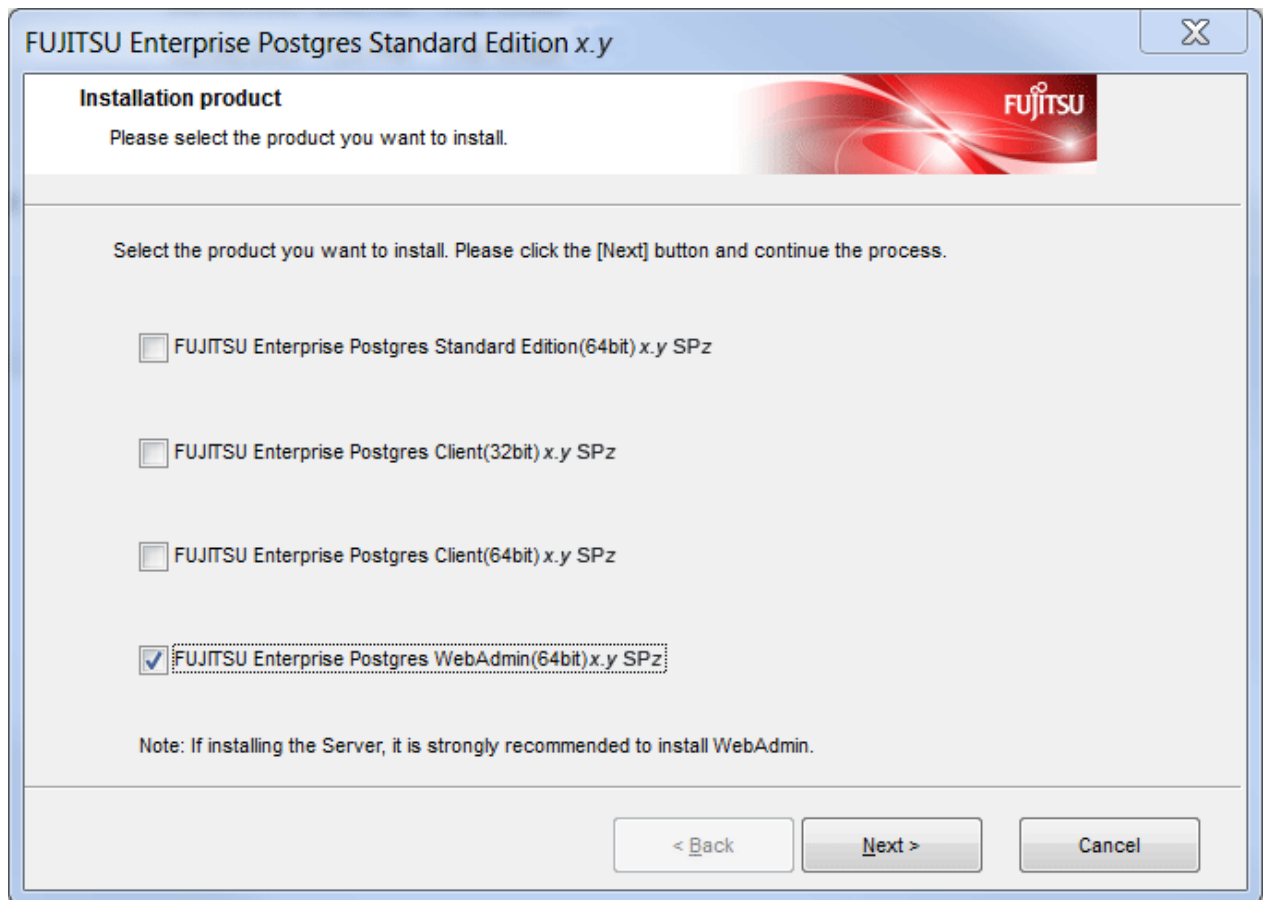 FUJITSU Enterprise Postgres Standard Edition x.y
Installation product
Please select the product you want to install.
FUJITSU
Select the product you want to install. Please click the [Next] button and continue the process.
FUJITSU Enterprise Postgres Standard Edition(64bit) x.y SPz
FUJITSU Enterprise Postgres Client(32bit) x.y SPz
FUJITSU Enterprise Postgres Client(64bit) x.y SPz
FUJITSU Enterprise Postgres WebAdmin(64bit)x.y SPz
Note: If installing the Server, it is strongly recommended to install WebAdmin.
< Back
Next >
Cancel